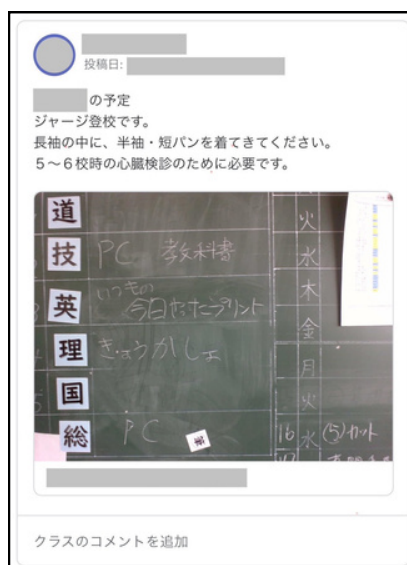 投稿日:
の予定
ジャージ登校です。
長袖の中に、半袖・短パンを着てきてください。
5〜6校時の心臓検診のために必要です。
道
技 PC 教科書
英 いつもの
今日やったプリント
理 きょうかしょ
国
総 PC
火
水
木
金
月
火
16 水 (5)カット
クラスのコメントを追加